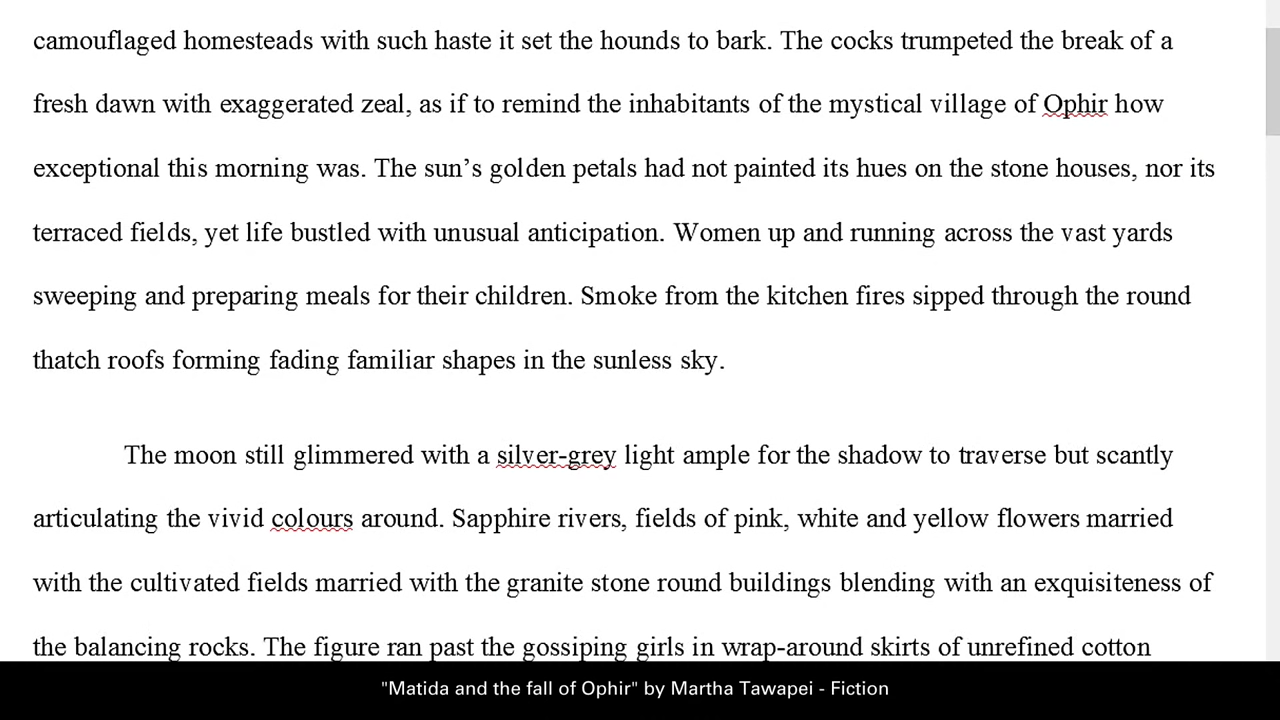 camouflaged homesteads with such haste it set the hounds to bark. The cocks trumpeted the break of a
fresh dawn with exaggerated zeal, as if to remind the inhabitants of the mystical village of Ophir how
exceptional this morning was. The sun’s golden petals had not painted its hues on the stone houses, nor its
terraced fields, yet life bustled with unusual anticipation. Women up and running across the vast yards
sweeping and preparing meals for their children. Smoke from the kitchen fires sipped through the round
thatch roofs forming fading familiar shapes in the sunless sky.
The moon still glimmered with a silver-grey light ample for the shadow to traverse but scantly
articulating the vivid colours around. Sapphire rivers, fields of pink, white and yellow flowers married
with the cultivated fields married with the granite stone round buildings blending with an exquisiteness of
the balancing rocks. The figure ran past the gossiping girls in wrap-around skirts of unrefined cotton
"Matida and the fall of Ophir" by Martha Tawapei - Fiction